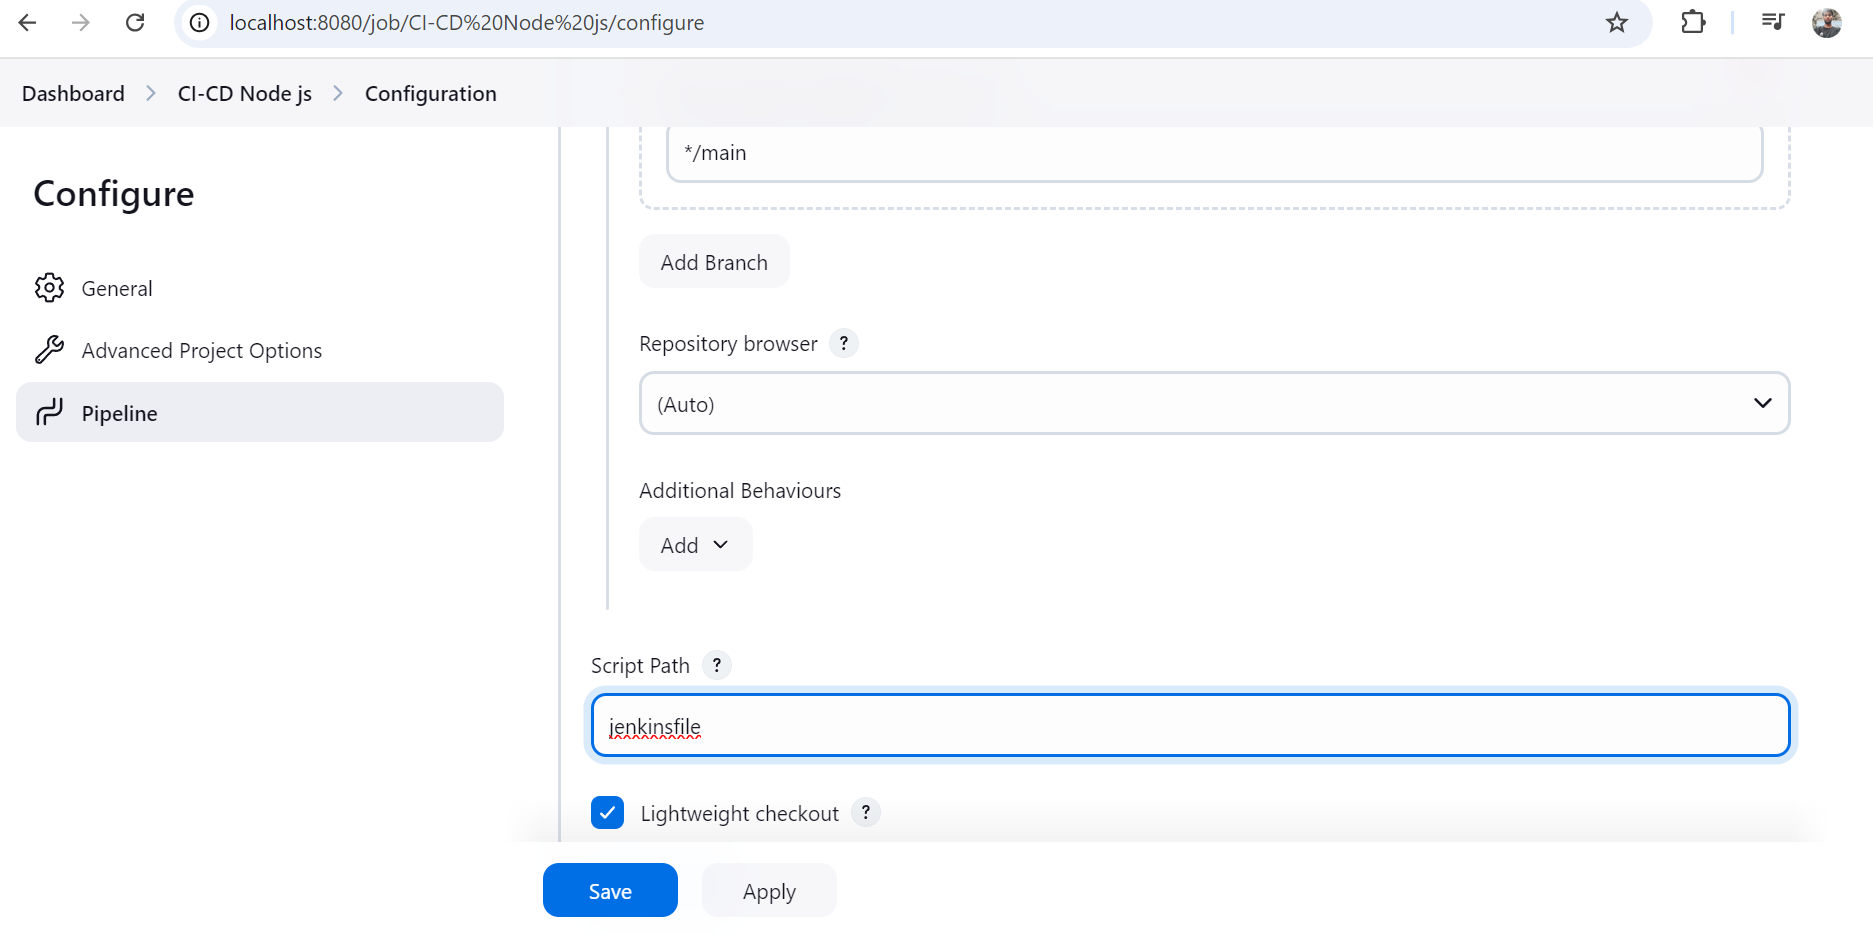 localhost:8080/job/CI-CD%20Node%20js/configure
Dashboard > CI-CD Node js > Configuration
Configure
General
Advanced Project Options
Pipeline
*/main
Add Branch
Repository browser ?
(Auto)
Additional Behaviours
Add
Script Path ?
jenkinsfile
Lightweight checkout ?
Save Apply